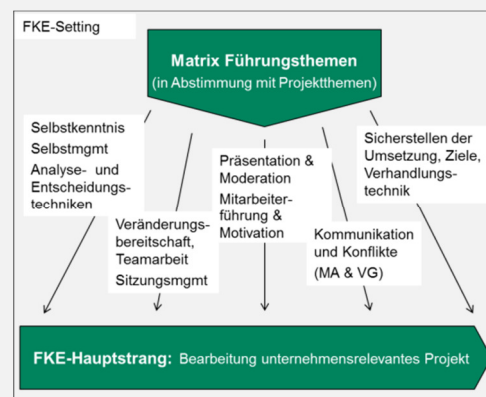 FKE-Setting
Matrix Führungsthemen
(in Abstimmung mit Projektthemen)
Selbstkenntnis
Selbstmgmt
Analyse- und
Entscheidungs-
techniken
Veränderungs-
bereitschaft,
Teamarbeit
Sitzungsmgmt
Präsentation &
Moderation
Mitarbeiter-
führung &
Motivation
Kommunikation
und Konflikte
(MA & VG)
Sicherstellen der
Umsetzung, Ziele,
Verhandlungs-
technik
FKE-Hauptstrang: Bearbeitung unternehmensrelevantes Projekt